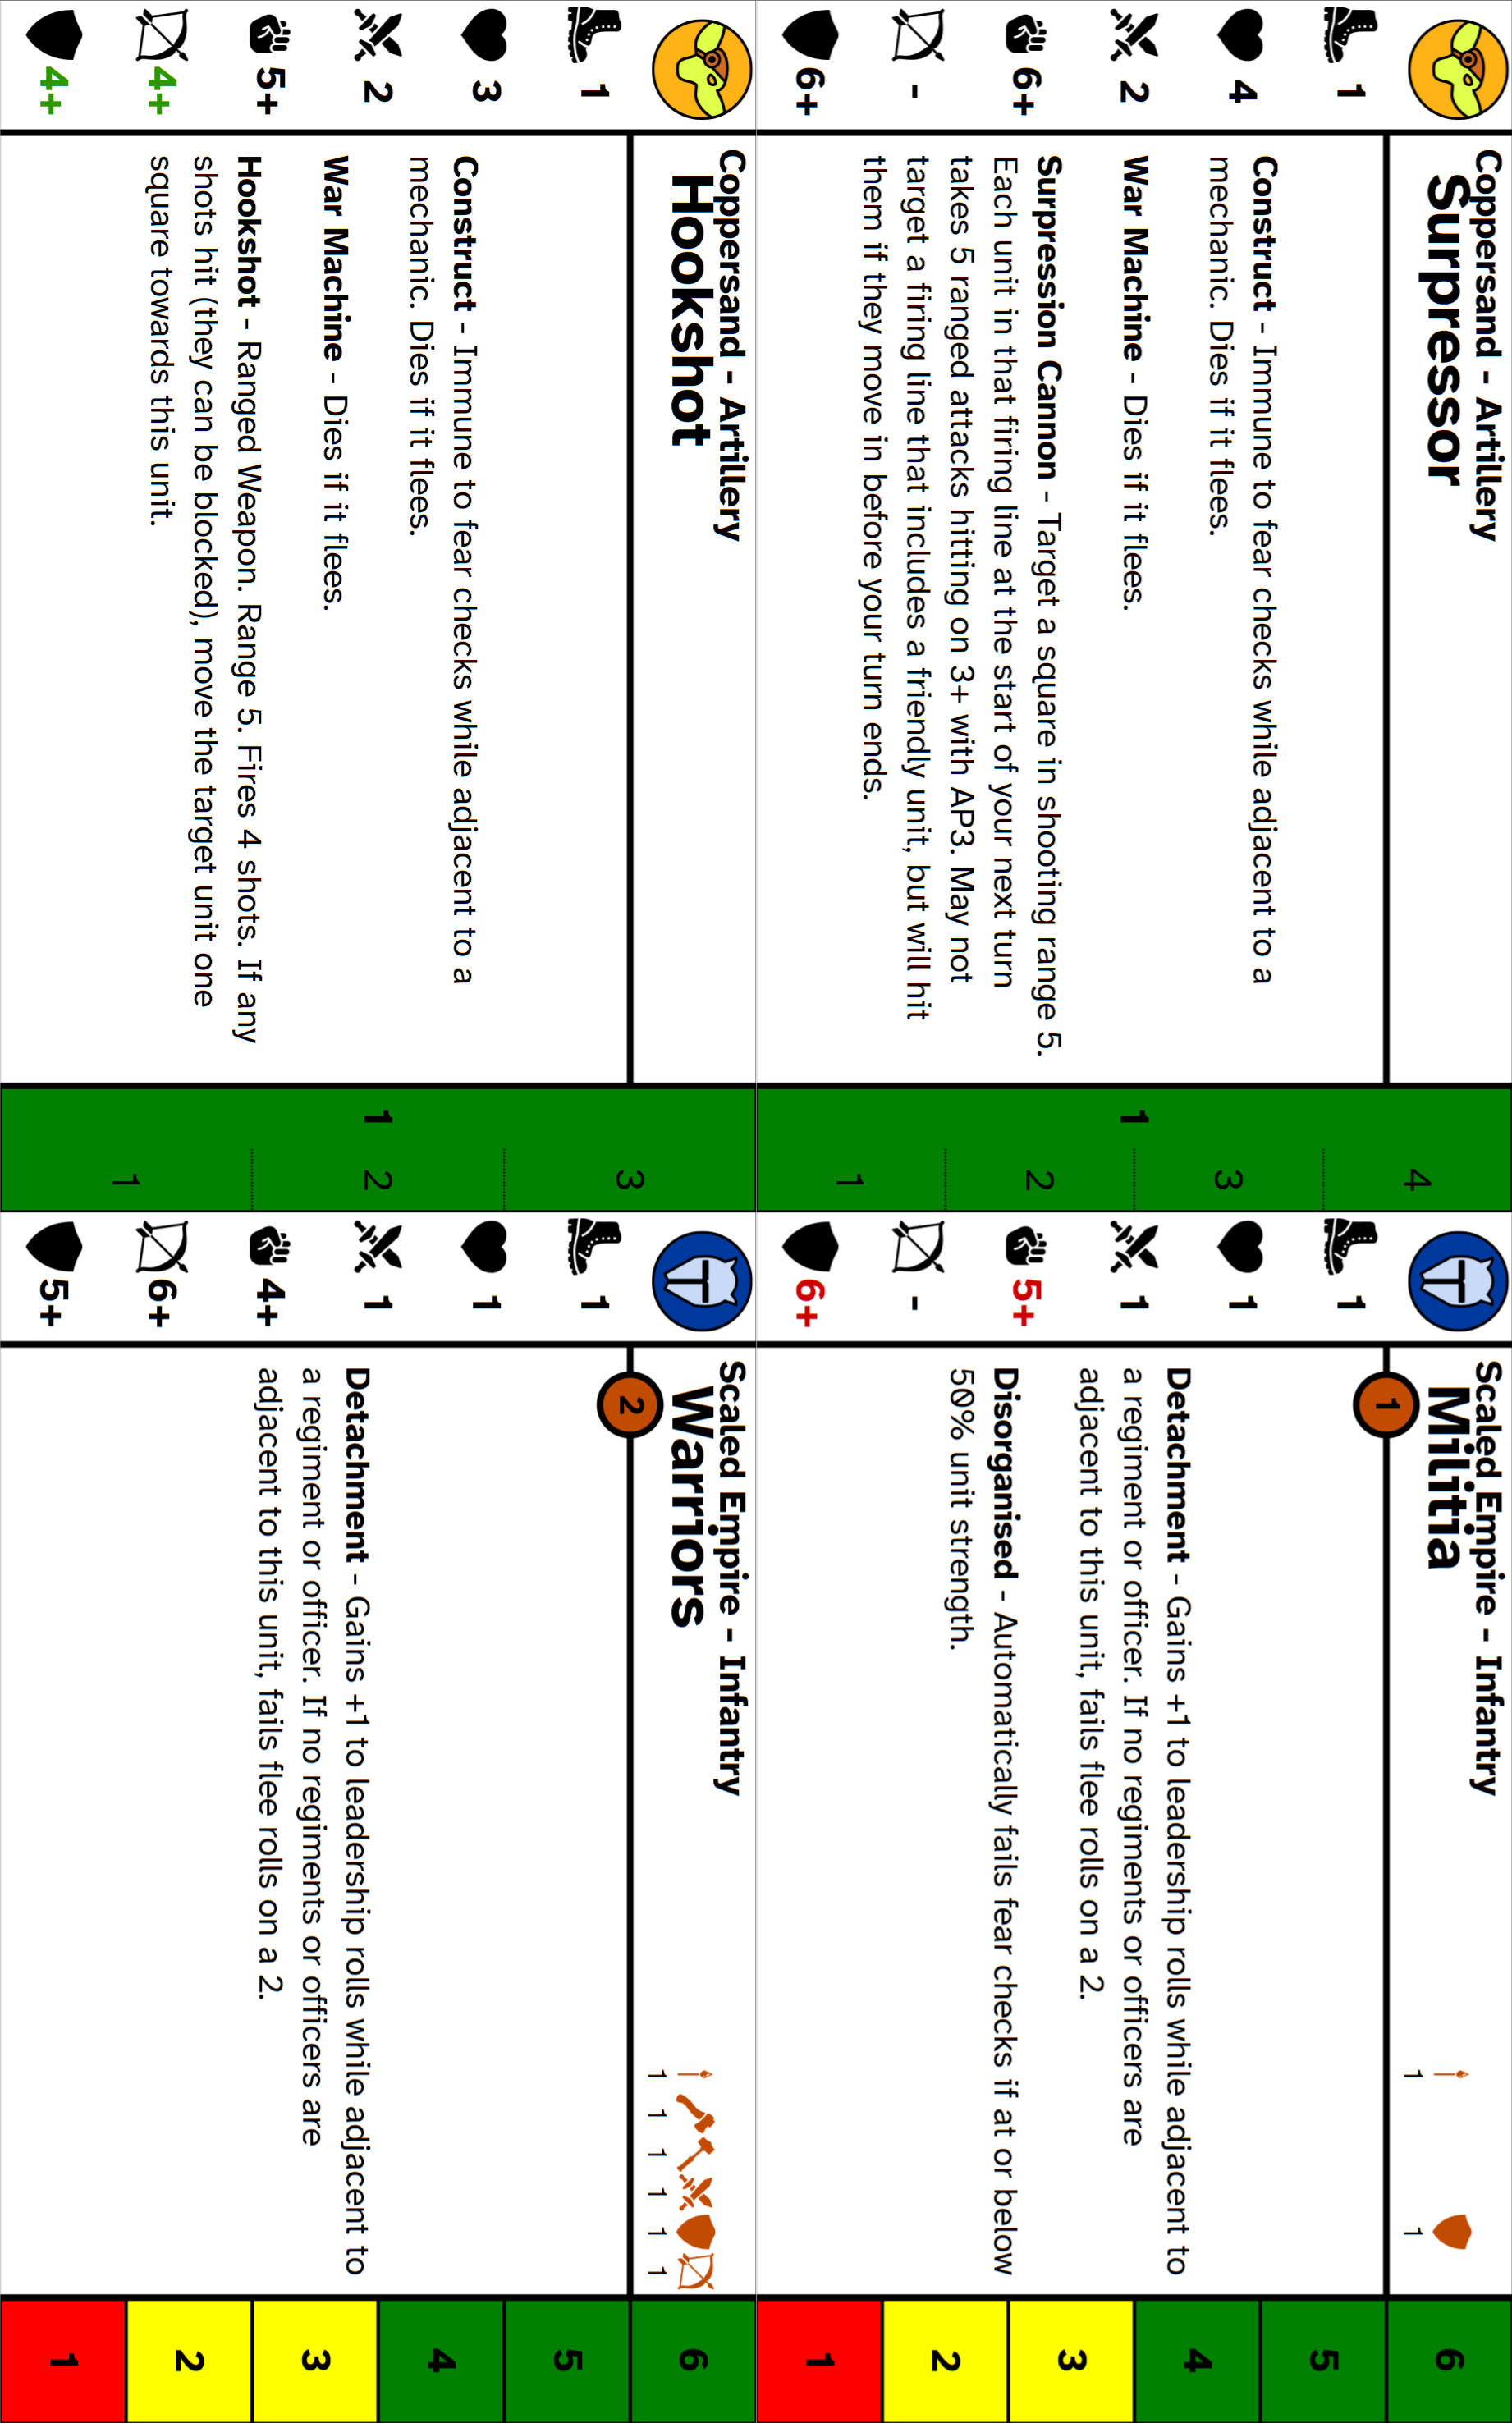 Coppersand - Artillery
Surpressor
1
4
2
6+
-
6+
Construct - Immune to fear checks while adjacent to a
mechanic. Dies if it flees.
War Machine - Dies if it flees.
Surpression Cannon - Target a square in shooting range 5.
Each unit in that firing line at the start of your next turn
takes 5 ranged attacks hitting on 3+ with AP3. May not
target a firing line that includes a friendly unit, but will hit
them if they move in before your turn ends.
1
4
3
2
1
Scaled Empire - Infantry
Militia
1
1
1
1
1
1
5+
-
6+
Detachment - Gains +1 to leadership rolls while adjacent to
a regiment or officer. If no regiments or officers are
adjacent to this unit, fails flee rolls on a 2.
Disorganised - Automatically fails fear checks if at or below
50% unit strength.
6
5
4
3
2
1
Coppersand - Artillery
Hookshot
1
3
2
5+
4+
4+
Construct - Immune to fear checks while adjacent to a
mechanic. Dies if it flees.
War Machine - Dies if it flees.
Hookshot - Ranged Weapon. Range 5. Fires 4 shots. If any
shots hit (they can be blocked), move the target unit one
square towards this unit.
1
3
2
1
Scaled Empire - Infantry
Warriors
1 1 1 1 1 1
2
1
1
1
4+
6+
5+
Detachment - Gains +1 to leadership rolls while adjacent to
a regiment or officer. If no regiments or officers are
adjacent to this unit, fails flee rolls on a 2.
6
5
4
3
2
1